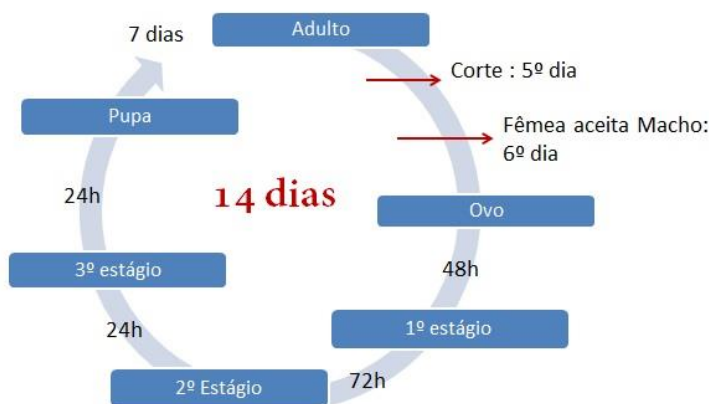 Adulto
7 dias
Corte : 5º dia
Pupa
Fêmea aceita Macho:
6º dia
24h
14 dias
Ovo
3º estágio
48h
24h
1º estágio
2º Estágio
72h